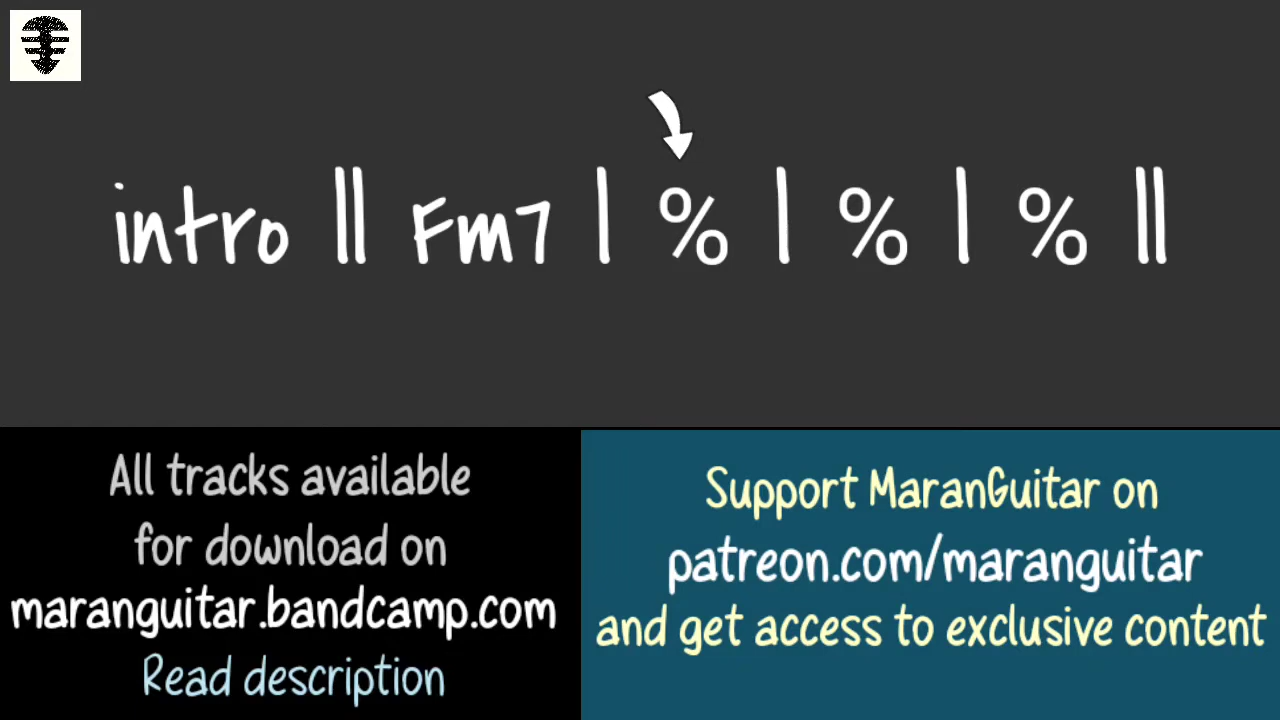 intro || Fm7 | % | % | % ||
All tracks available
for download on
maranguitar.bandcamp.com
Read description
Support MaranGuitar on
patreon.com/maranguitar
and get access to exclusive content